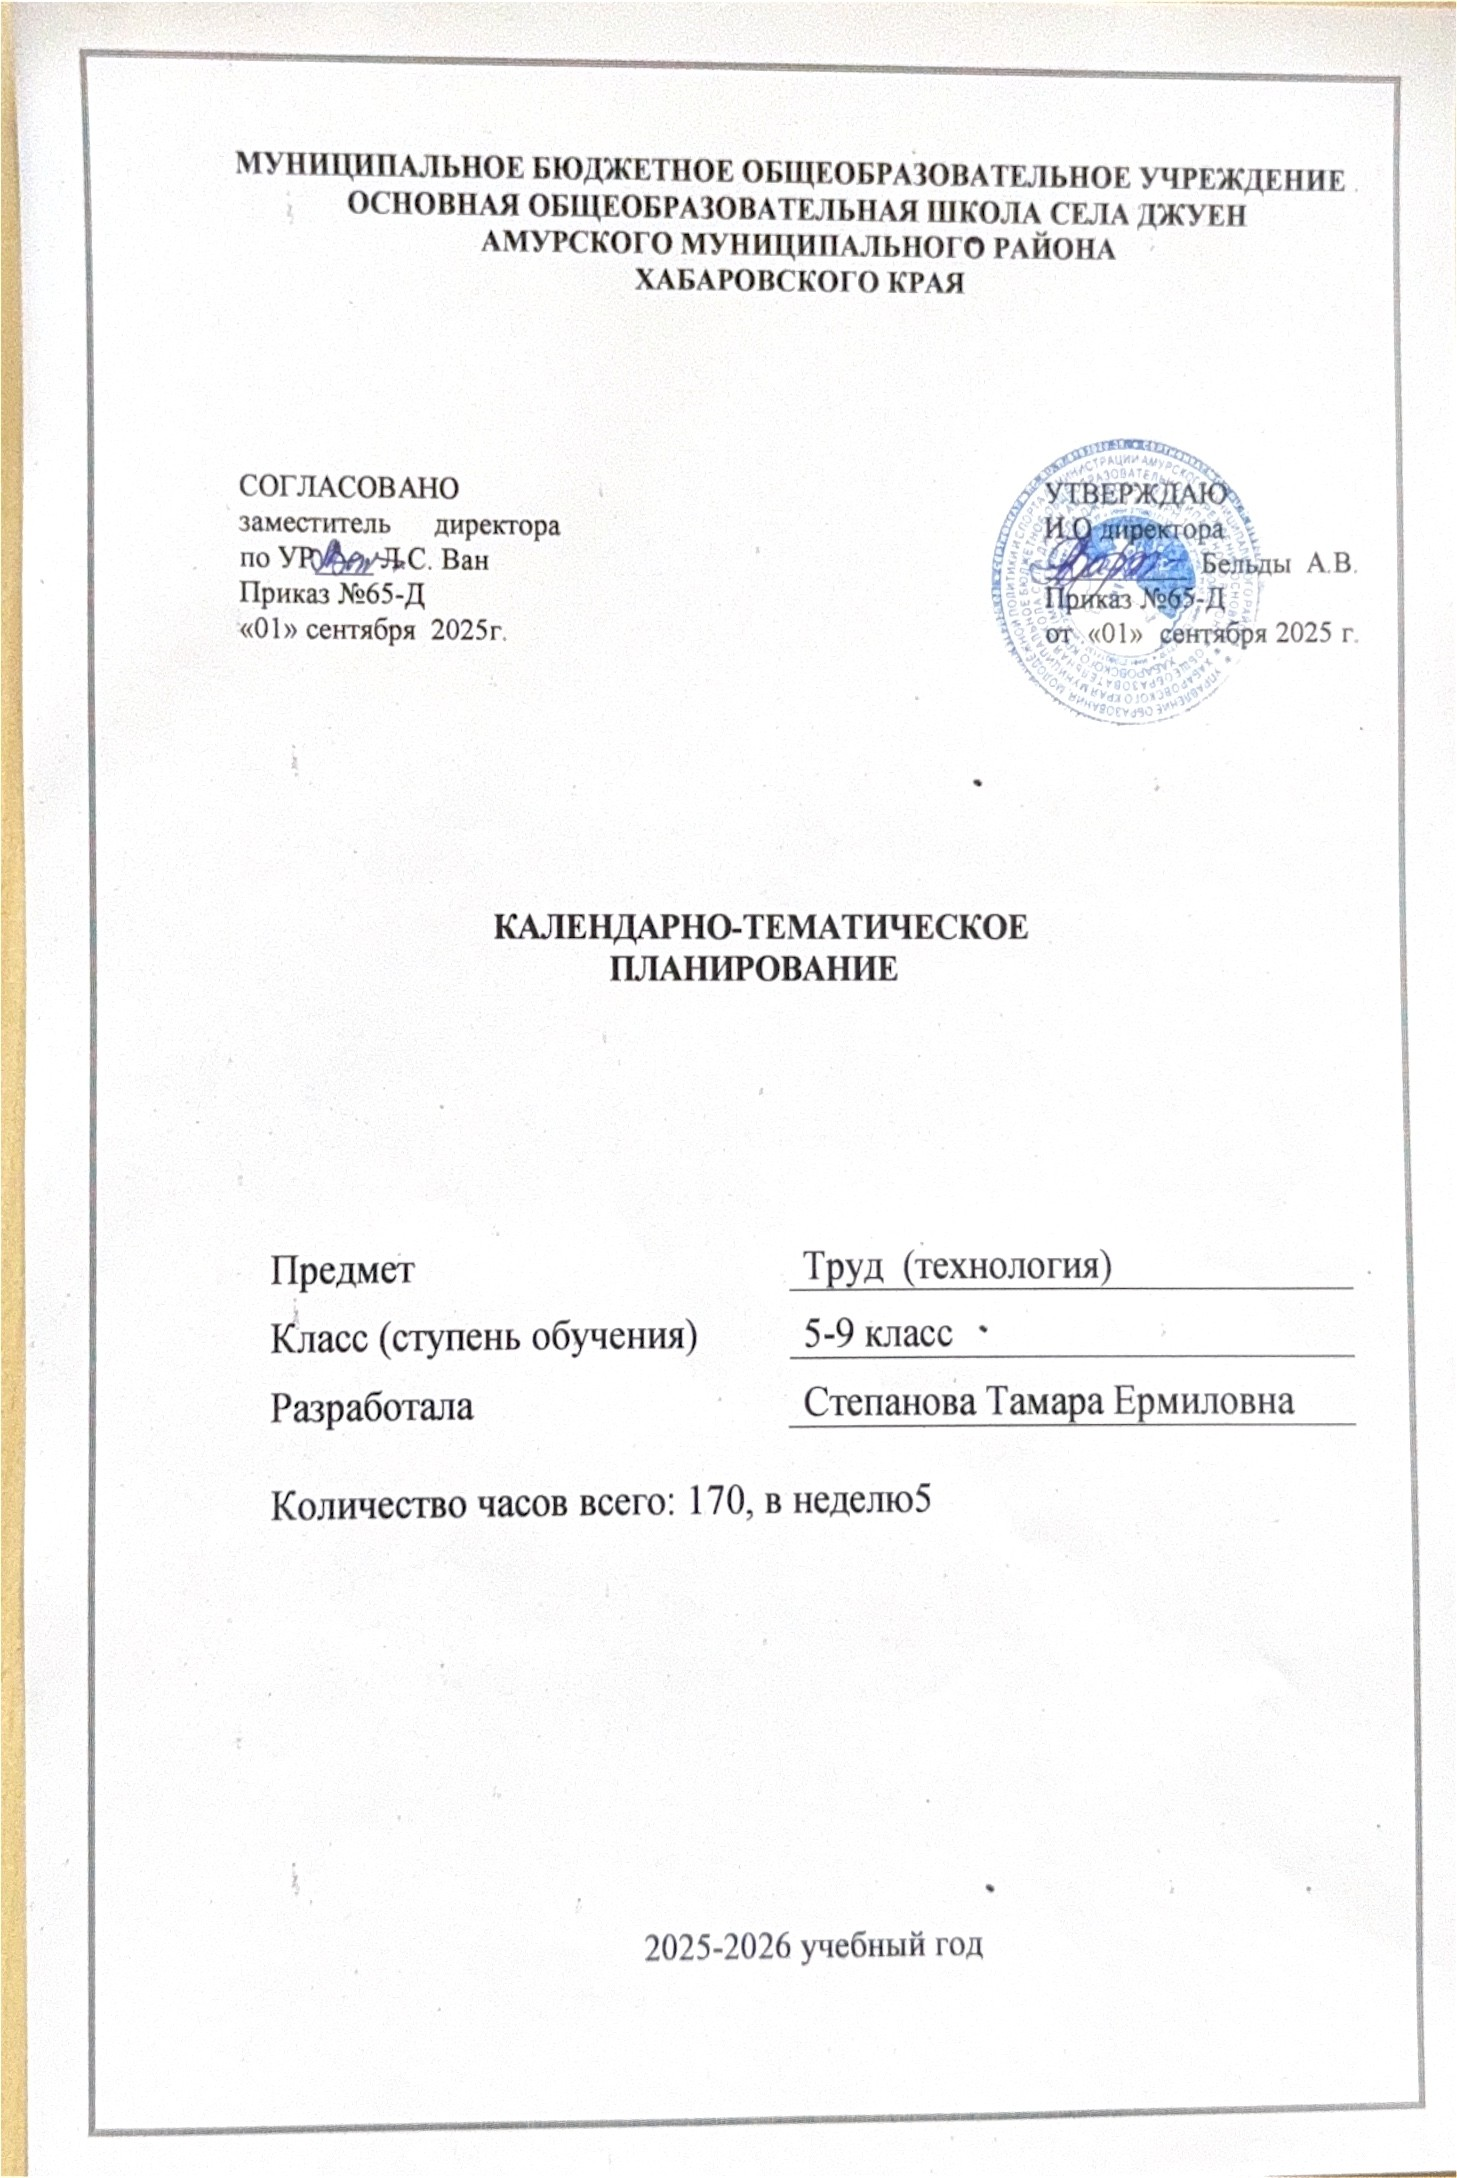 МУНИЦИПАЛЬНОЕ БЮДЖЕТНОЕ ОБЩЕОБРАЗОВАТЕЛЬНОЕ УЧРЕЖДЕНИЕ
ОСНОВНАЯ ОБЩЕОБРАЗОВАТЕЛЬНАЯ ШКОЛА СЕЛА ДЖУЕН
АМУРСКОГО МУНИЦИПАЛЬНОГО РАЙОНА
ХАБАРОВСКОГО КРАЯ
СОГЛАСОВАНО
заместитель директора
по УР Л.С. Ван
Приказ №65-Д
«01» сентября 2025г.
УТВЕРЖДАЮ
И.О директора
Бельды А.В.
Приказ №65-Д
от «01» сентября 2025 г.
КАЛЕНДАРНО-ТЕМАТИЧЕСКОЕ
ПЛАНИРОВАНИЕ
Предмет Труд (технология)
Класс (ступень обучения) 5-9 класс
Разработала Степанова Тамара Ермиловна
Количество часов всего: 170, в неделю5
2025-2026 учебный год